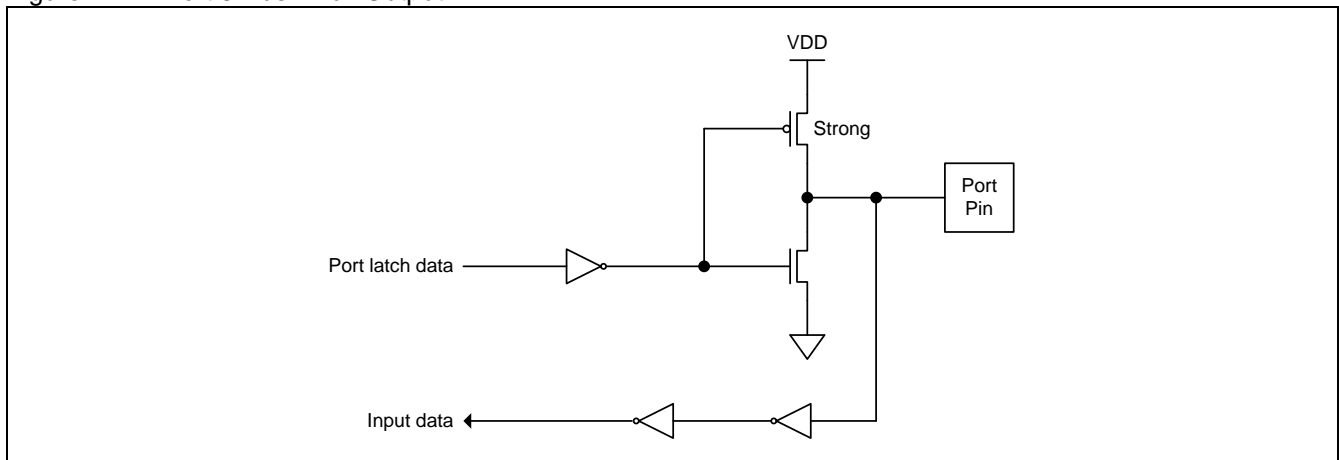 VDD
Strong
Port
Pin
Port latch data
Input data